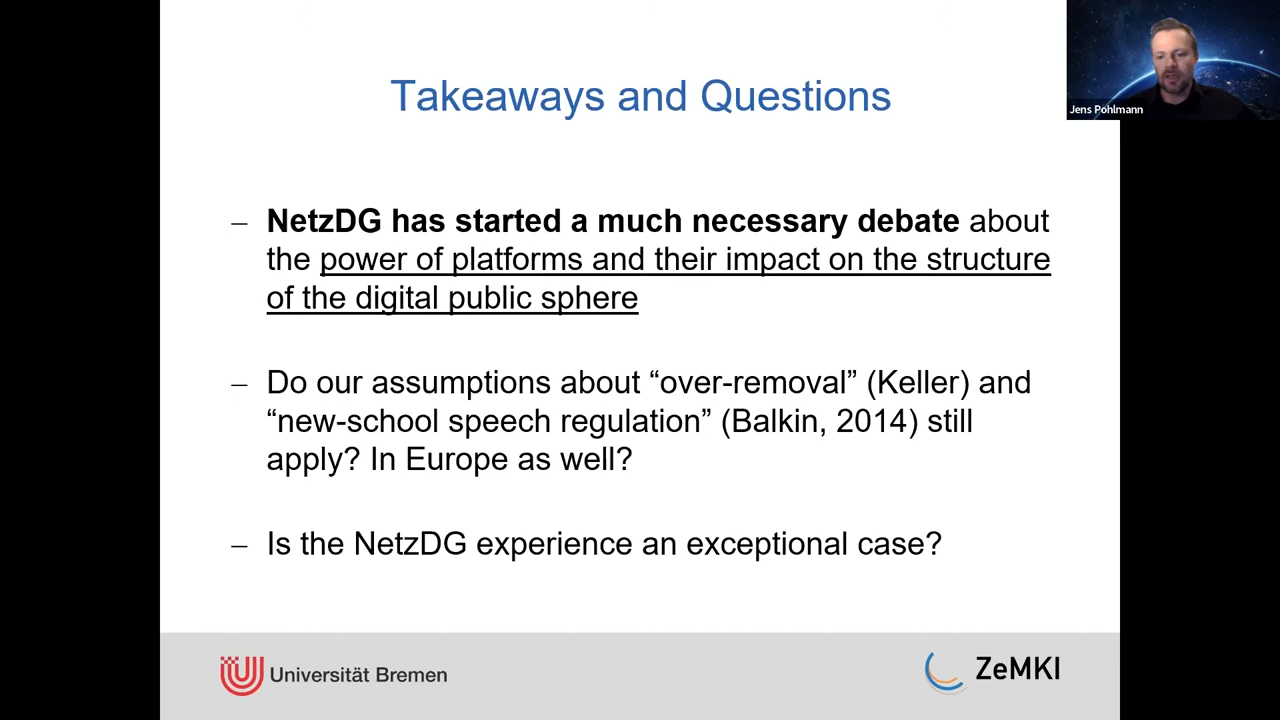 Takeaways and Questions
Jens Pohlmann
– NetzDG has started a much necessary debate about
the power of platforms and their impact on the structure
of the digital public sphere
– Do our assumptions about “over-removal” (Keller) and
“new-school speech regulation” (Balkin, 2014) still
apply? In Europe as well?
– Is the NetzDG experience an exceptional case?
Universität Bremen
ZeMKI